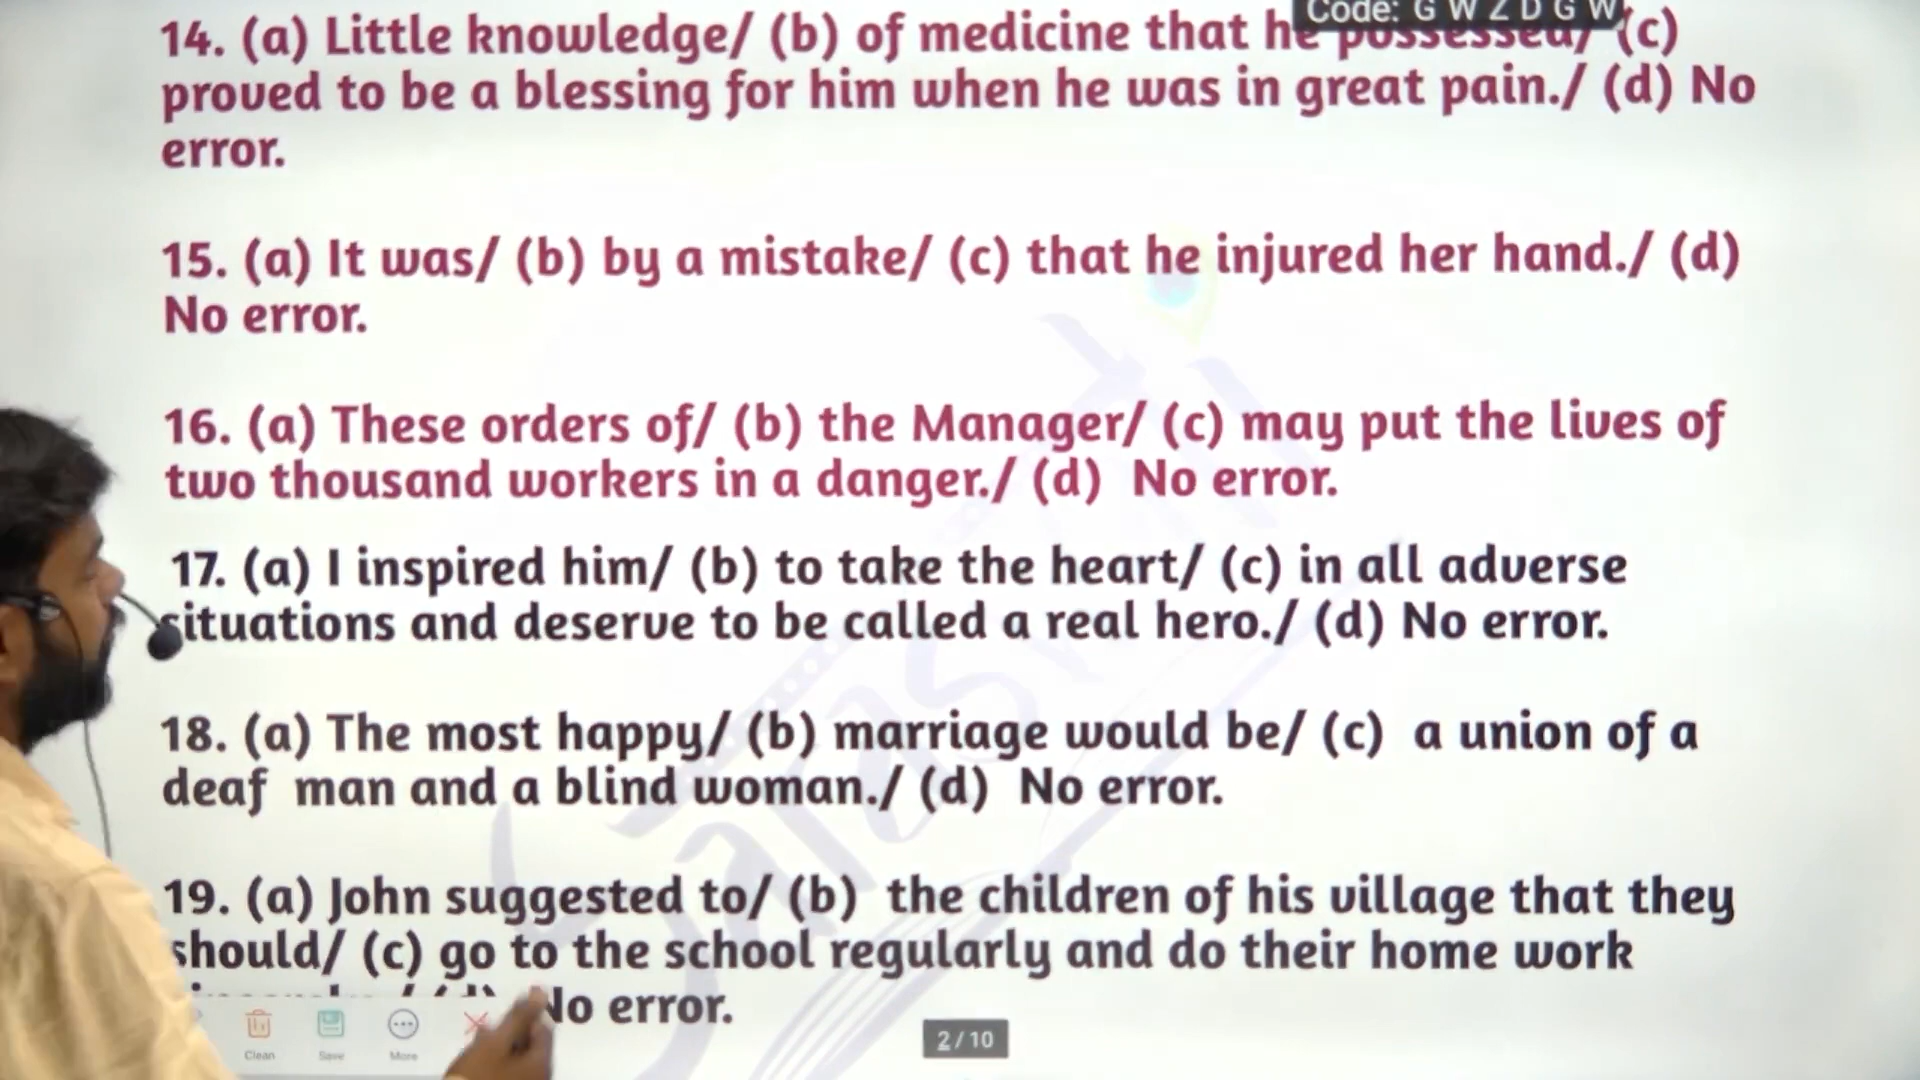 Code: G W Z D G W
14. (a) Little knowledge/ (b) of medicine that he possessed/ (c)
proved to be a blessing for him when he was in great pain./ (d) No
error.
15. (a) It was/ (b) by a mistake/ (c) that he injured her hand./ (d)
No error.
16. (a) These orders of/ (b) the Manager/ (c) may put the lives of
two thousand workers in a danger./ (d) No error.
17. (a) I inspired him/ (b) to take the heart/ (c) in all adverse
situations and deserve to be called a real hero./ (d) No error.
18. (a) The most happy/ (b) marriage would be/ (c) a union of a
deaf man and a blind woman./ (d) No error.
19. (a) John suggested to/ (b) the children of his village that they
should/ (c) go to the school regularly and do their home work
No error.
Clean Save More
2 / 10